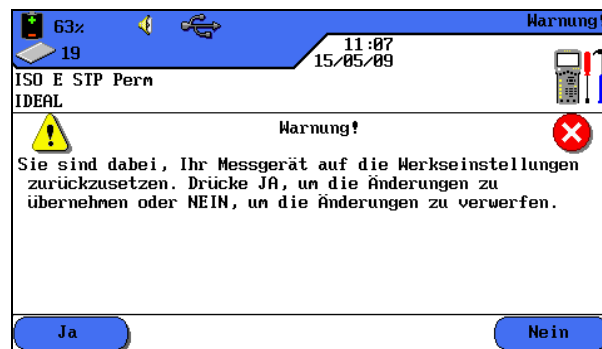 63%
Warnung!
19
11:07
15/05/09
ISO E STP Perm
IDEAL
Warnung!
Sie sind dabei, Ihr Messgerät auf die Werkseinstellungen
zurückzusetzen. Drücke JA, um die Änderungen zu
übernehmen oder NEIN, um die Änderungen zu verwerfen.
Ja
Nein